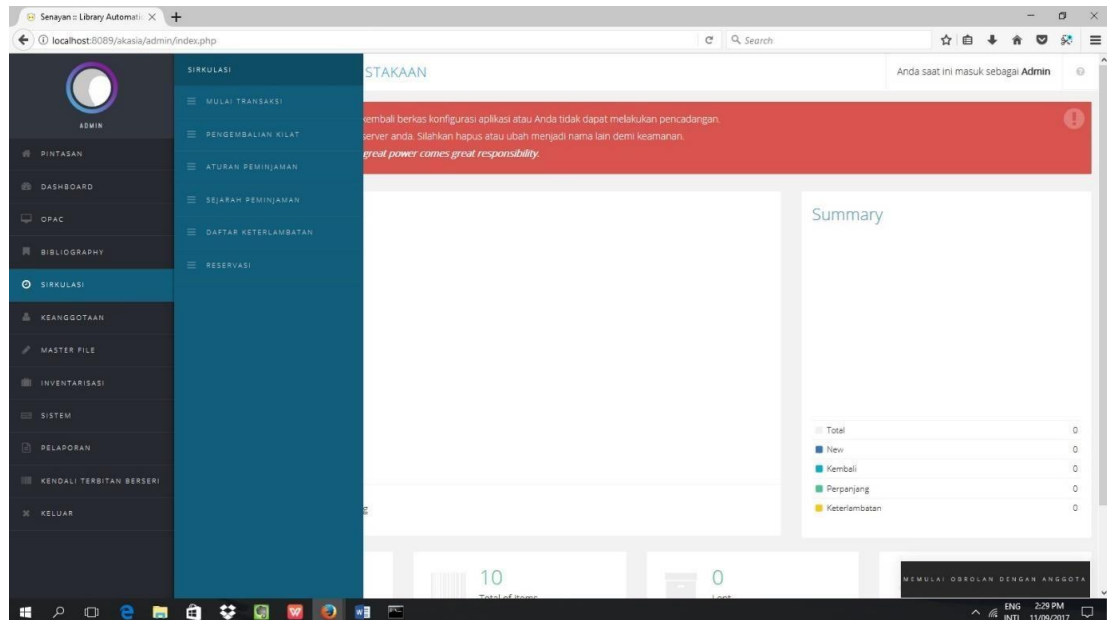 Senayan :: Library Automati
localhost:8089/akasia/admin/index.php
Search
ADMIN
PINTASAN
DASHBOARD
OPAC
BIBLIOGRAPHY
SIRKULASI
KEANGGOTAAN
MASTER FILE
INVENTARISASI
SISTEM
PELAPORAN
KENDALI TERBITAN BERSERI
KELUAR
SIRKULASI
MULAI TRANSAKSI
PENGEMBALIAN KILAT
ATURAN PEMINJAMAN
SEJARAH PEMINJAMAN
DAFTAR KETERLAMBATAN
RESERVASI
STAKAAN
Anda saat ini masuk sebagai Admin
kembali berkas konfigurasi aplikasi atau Anda tidak dapat melakukan pencadangan.
server anda. Silahkan hapus atau ubah menjadi nama lain demi keamanan.
great power comes great responsibility.
Summary
Total 0
New 0
Kembali 0
Perpanjang 0
Keterlambatan 0
10
Total of Items
0
Lent
MEMULAI OBROLAN DENGAN ANGGOTA
ENG 2:29 PM
INTL 11/09/2017